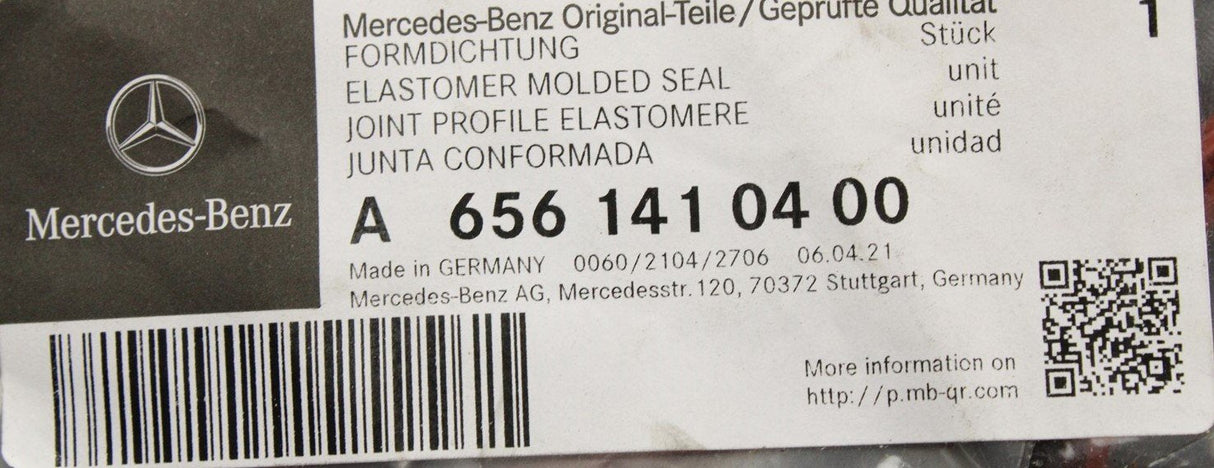 Mercedes-Benz
Mercedes-Benz Original-Teile/Geprüfte Qualität
FORMDICHTUNG
ELASTOMER MOLDED SEAL
JOINT PROFILE ELASTOMERE
JUNTA CONFORMADA
Stück
unit
unité
unidad
1
A 656 141 04 00
Made in GERMANY 0060/2104/2706 06.04.21
Mercedes-Benz AG, Mercedesstr. 120, 70372 Stuttgart, Germany
More information on
http://p.mb-qr.com